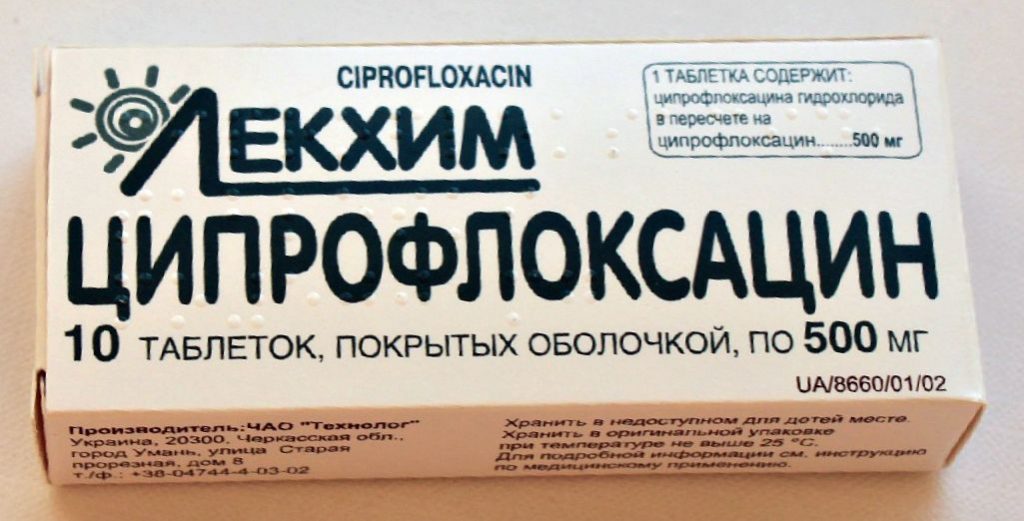 CIPROFLOXACIN
ЛЕКХИМ
1 ТАБЛЕТКА СОДЕРЖИТ:
ципрофлоксацина гидрохлорида
в пересчете на
ципрофлоксацин........500 мг
ЦИПРОФЛОКСАЦИН
10 ТАБЛЕТОК, ПОКРЫТЫХ ОБОЛОЧКОЙ, ПО 500 МГ
UA/8660/01/02
Производитель:ЧАО "Технолог"
Украина, 20300, Черкасская обл.,
город Умань, улица Старая
прорезная, дом 8
т./ф.: +38-04744-4-03-02
Хранить в недоступном для детей месте.
Хранить в оригинальной упаковке
при температуре не выше 25 °С.
Для подробной информации см. инструкцию
по медицинскому применению.